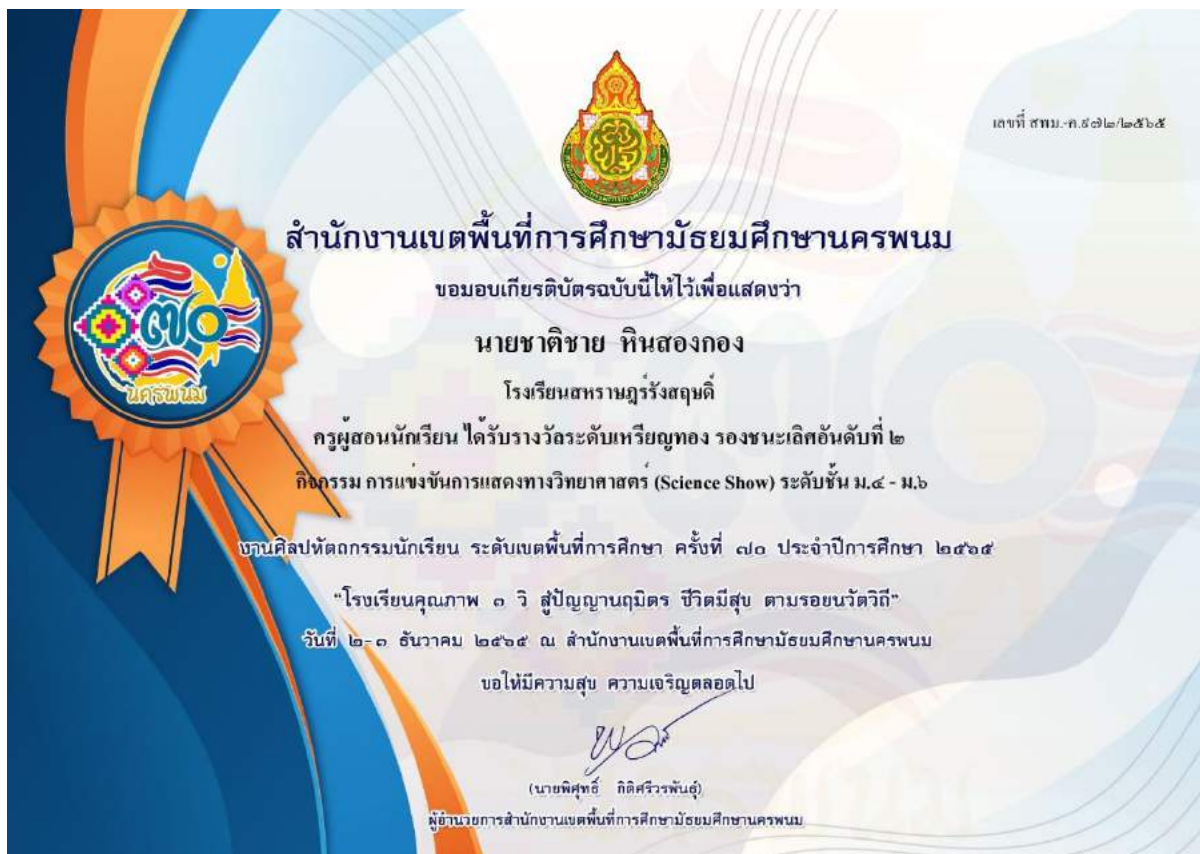 เลขที่ สพม.-ค.๕๗๒/๒๕๖๕
สำนักงานเขตพื้นที่การศึกษามัธยมศึกษานครพนม
ขอมอบเกียรติบัตรฉบับนี้ให้ไว้เพื่อแสดงว่า
นายชาติชาย หินสองกอง
โรงเรียนสหราษฎร์รังสฤษดิ์
ครูผู้สอนนักเรียน ได้รับรางวัลระดับเหรียญทอง รองชนะเลิศอันดับที่ ๒
กิจกรรม การแข่งขันการแสดงทางวิทยาศาสตร์ (Science Show) ระดับชั้น ม.๔ - ม.๖
งานศิลปหัตถกรรมนักเรียน ระดับเขตพื้นที่การศึกษา ครั้งที่ ๗๐ ประจำปีการศึกษา ๒๕๖๕
"โรงเรียนคุณภาพ ๓ วิ สู่ปัญญานฤมิตร ชีวิตมีสุข ตามรอยนวัตวิถี"
วันที่ ๒-๓ ธันวาคม ๒๕๖๕ ณ สำนักงานเขตพื้นที่การศึกษามัธยมศึกษานครพนม
ขอให้มีความสุข ความเจริญตลอดไป
(นายพิศุทธิ์ กิติศรีวรพันธุ์)
ผู้อำนวยการสำนักงานเขตพื้นที่การศึกษามัธยมศึกษานครพนม
๗๐
นครพนม